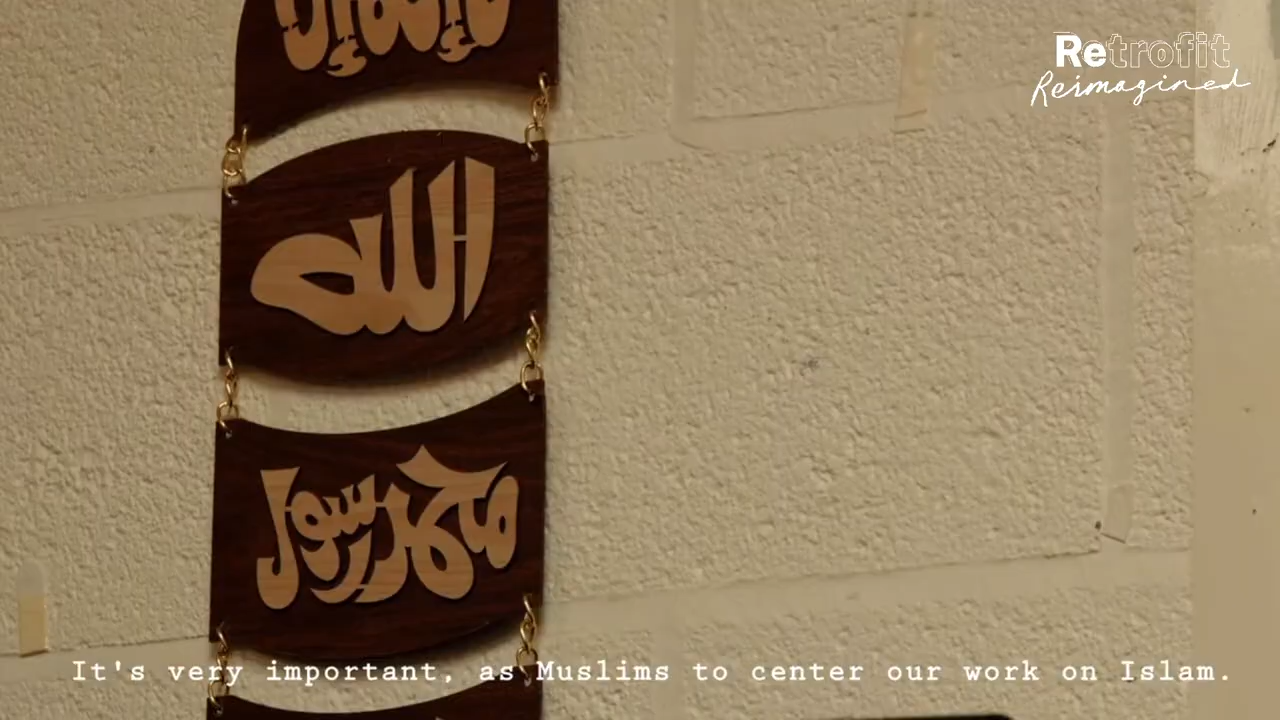 Retrofit
Reimagined
الله
محمد رسول
It's very important, as Muslims to center our work on Islam.